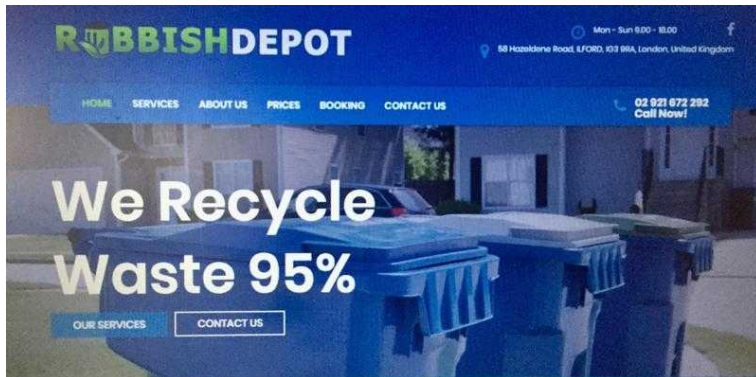 RUBBISHDEPOT
Mon - Sun 9.00 - 18.00
58 Hazeldene Road, ILFORD, IG3 9RA, London, United Kingdom
HOME SERVICES ABOUT US PRICES BOOKING CONTACT US
02 921 672 292
Call Now!
We Recycle
Waste 95%
OUR SERVICES CONTACT US